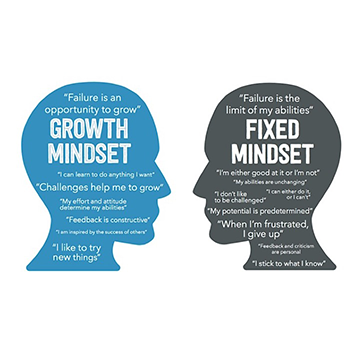 "Failure is an
opportunity to grow"
GROWTH
MINDSET
"I can learn to do anything I want"
"Challenges help me to grow"
"My effort and attitude
determine my abilities"
"Feedback is constructive"
"I am inspired by the success of others"
"I like to try
new things"
"Failure is the
limit of my abilities"
FIXED
MINDSET
"I'm either good at it or I'm not"
"My abilities are unchanging"
"I don't like
to be challenged"
"I can either do it,
or I can't"
"My potential is predetermined"
"When I'm frustrated,
I give up"
"Feedback and criticism
are personal
"I stick to what I know"